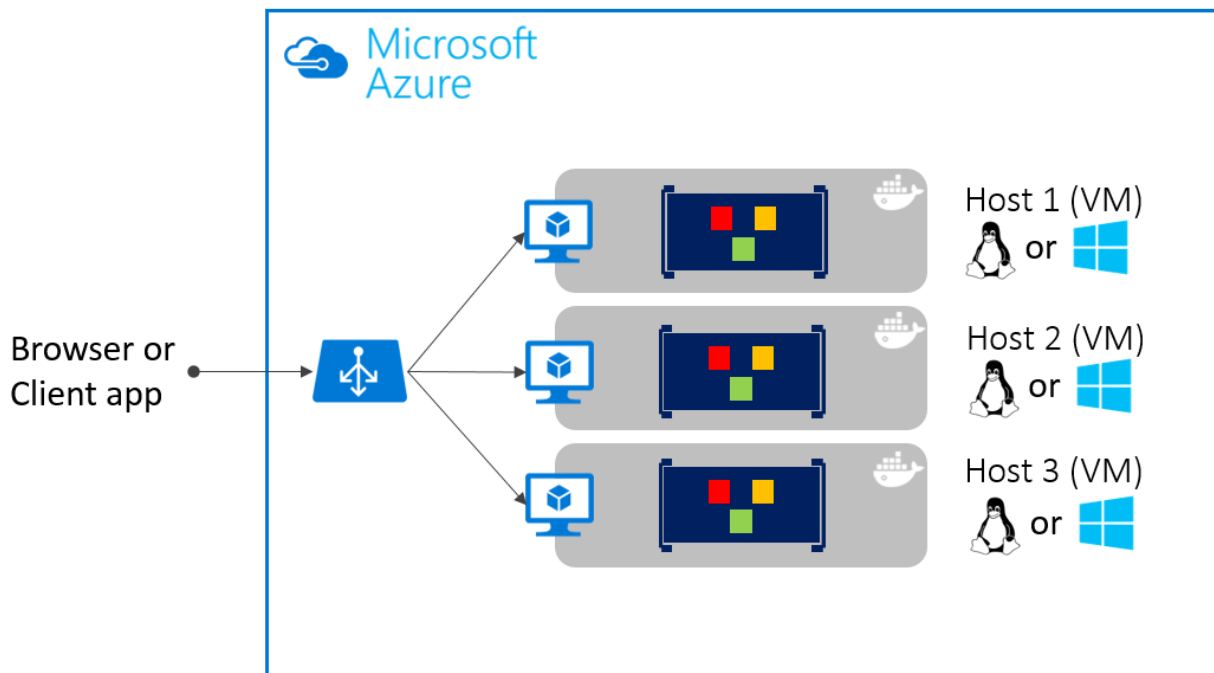 Microsoft
Azure
Host 1 (VM)
or
Host 2 (VM)
or
Browser or
Client app
Host 3 (VM)
or